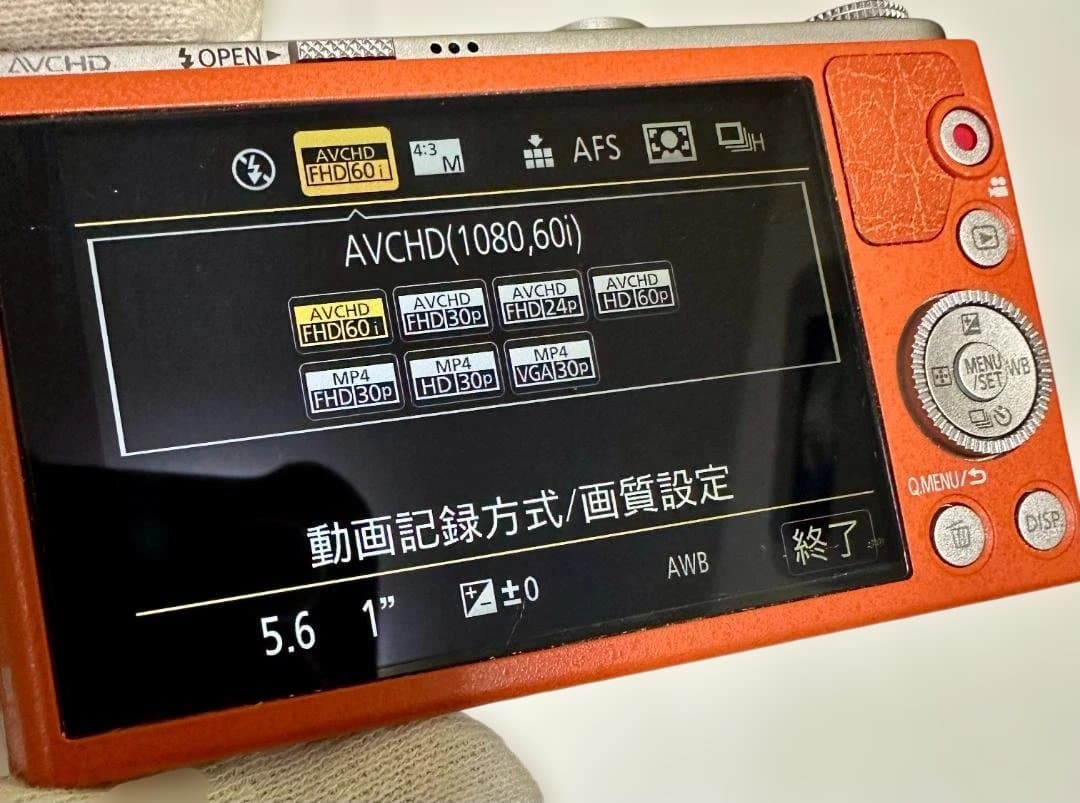 AVCHD
OPEN
AVCHD FHD 60i 4:3 M AFS H
AVCHD(1080,60i)
AVCHD FHD 60i
AVCHD FHD 30p
AVCHD FHD 24p
AVCHD HD 60p
MP4 FHD 30p
MP4 HD 30p
MP4 VGA 30p
動画記録方式/画質設定
終了
5.6 1” ±0 AWB
MENU
/SET
WB
Q.MENU/
DISP